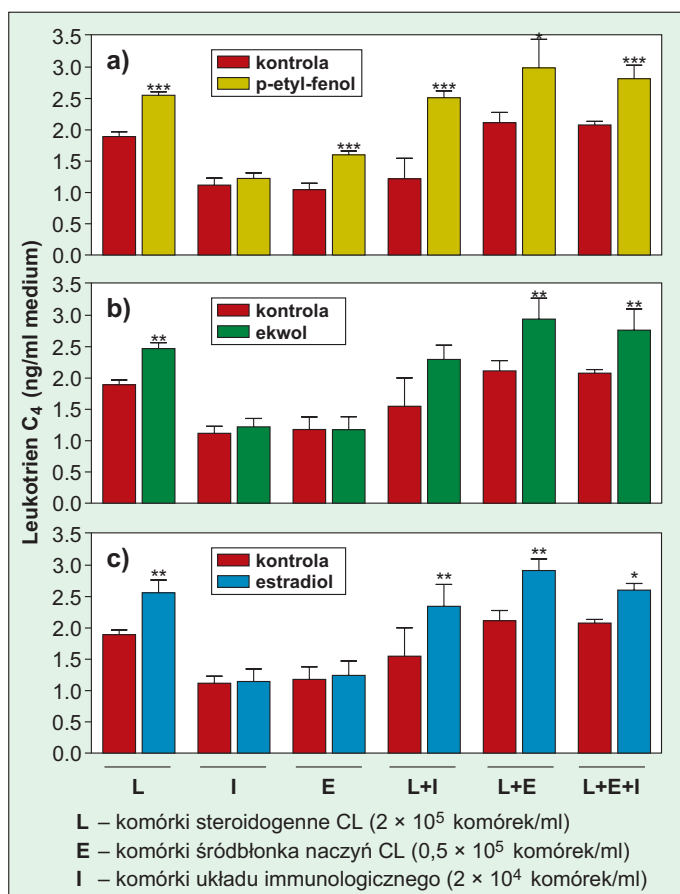 Leukotrien C4 (ng/ml medium)
a)
kontrola
p-etyl-fenol
3.5
3.0
2.5
2.0
1.5
1.0
0.5
0.0
***
***
***
*
***
b)
kontrola
ekwol
3.5
3.0
2.5
2.0
1.5
1.0
0.5
0.0
**
**
**
c)
kontrola
estradiol
3.5
3.0
2.5
2.0
1.5
1.0
0.5
0.0
**
**
**
*
L I E L+I L+E L+E+I
L – komórki steroidogenne CL (2 × 10⁵ komórek/ml)
E – komórki śródbłonka naczyń CL (0,5 × 10⁵ komórek/ml)
I – komórki układu immunologicznego (2 × 10⁴ komórek/ml)